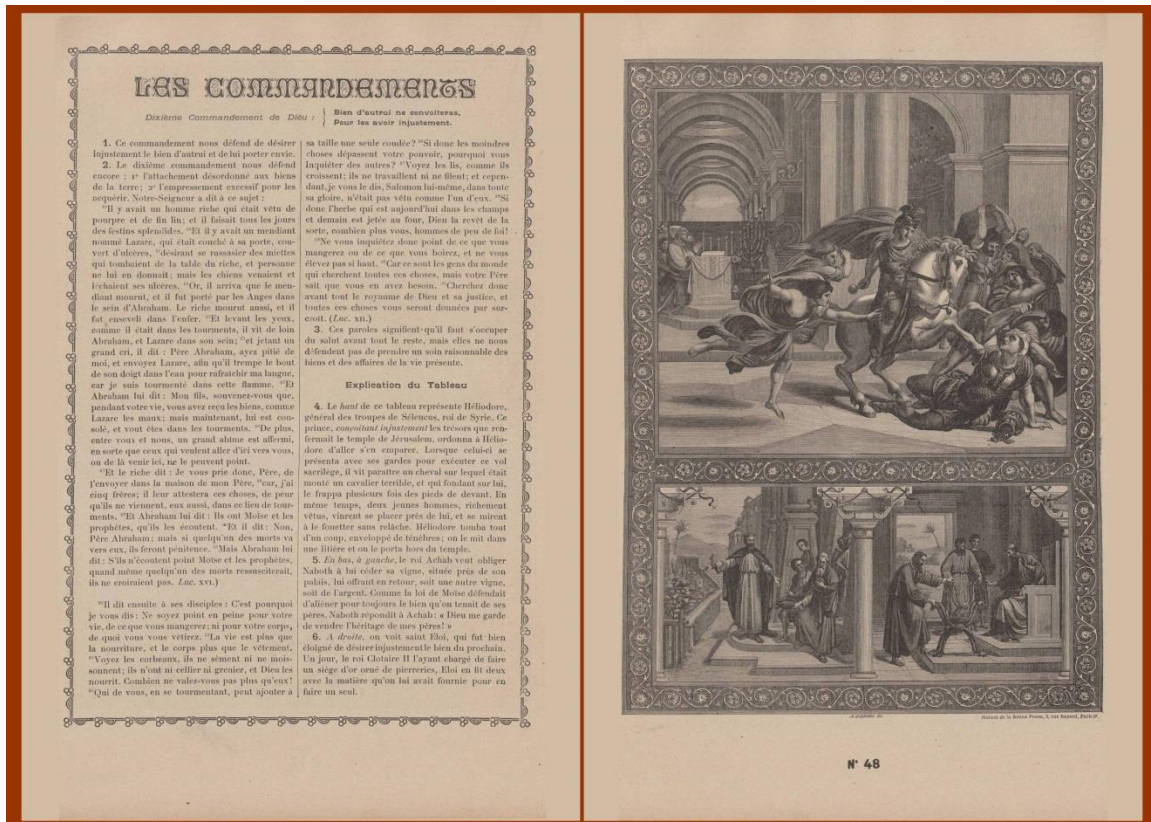 LES COMMANDEMENTS
Dixième Commandement de Dieu :
Bien d'autrui ne convoiteras,
Pour les avoir injustement.
1. Ce commandement nous défend de désirer
injustement le bien d'autrui et de lui porter envie.
2. Le dixième commandement nous défend
encore : 1° l'attachement désordonné aux biens
de la terre; 2° l'empressement excessif pour les
acquérir. Notre-Seigneur a dit à ce sujet :
"Il y avait un homme riche qui était vêtu de
pourpre et de fin lin; et il faisait tous les jours
des festins splendides. Et il y avait un mendiant
nommé Lazare, qui était couché à sa porte, cou-
vert d'ulcères, désirant se rassasier des miettes
qui tombaient de la table du riche, et personne
ne lui en donnait; mais les chiens venaient et
léchaient ses ulcères. Or, il arriva que le men-
diant mourut, et il fut porté par les Anges dans
le sein d'Abraham. Le riche mourut aussi, et il
fut enseveli dans l'enfer. Et levant les yeux,
comme il était dans les tourments, il vit de loin
Abraham, et Lazare dans son sein; et jetant un
grand cri, il dit : Père Abraham, ayez pitié de
moi, et envoyez Lazare, afin qu'il trempe le bout
de son doigt dans l'eau pour rafraîchir ma langue,
car je suis tourmenté dans cette flamme. Et
Abraham lui dit : Mon fils, souvenez-vous que,
pendant votre vie, vous avez reçu les biens, comme
Lazare les maux; mais maintenant, lui est con-
solé, et vout êtes dans les tourments. De plus,
entre vous et nous, un grand abîme est affermi,
en sorte que ceux qui veulent aller d'ici vers vous,
ou de là venir ici, ne le peuvent point.
Et le riche dit : Je vous prie donc, Père, de
l'envoyer dans la maison de mon Père, car, j'ai
cinq frères; il leur attestera ces choses, de peur
qu'ils ne viennent, eux aussi, dans ce lieu de tour-
ments. Et Abraham lui dit : Ils ont Moïse et les
prophètes, qu'ils les écoutent. Et il dit : Non,
Père Abraham; mais si quelqu'un des morts va
vers eux, ils feront pénitence. Mais Abraham lui
dit : S'ils n'écoutent point Moïse et les prophètes,
quand même quelqu'un des morts ressusciterait,
ils ne croiraient pas. Luc. XVI.)
Il dit ensuite à ses disciples : C'est pourquoi
je vous dis : Ne soyez point en peine pour votre
vie, de ce que vous mangerez; ni pour votre corps,
de quoi vous vous vêtirez. La vie est plus que
la nourriture, et le corps plus que le vêtement.
Voyez les corbeaux, ils ne sèment ni ne mois-
sonnent; ils n'ont ni cellier ni grenier, et Dieu les
nourrit. Combien ne valez-vous pas plus qu'eux!
Qui de vous, en se tourmentant, peut ajouter à
sa taille une seule coudée? Si donc les moindres
choses dépassent votre pouvoir, pourquoi vous
inquiéter des autres? Voyez les lis, comme ils
croissent; ils ne travaillent ni ne filent; et cepen-
dant, je vous le dis, Salomon lui-même, dans toute
sa gloire, n'était pas vêtu comme l'un d'eux. Si
donc l'herbe qui est aujourd'hui dans les champs
et demain est jetée au four, Dieu la revêt de la
sorte, combien plus vous, hommes de peu de foi!
Ne vous inquiétez donc point de ce que vous
mangerez ou de ce que vous boirez, et ne vous
élevez pas si haut. Car ce sont les gens du monde
qui cherchent toutes ces choses, mais votre Père
sait que vous en avez besoin. Cherchez donc
avant tout le royaume de Dieu et sa justice, et
toutes ces choses vous seront données par sur-
croît. (Luc. XII.)
3. Ces paroles signifient qu'il faut s'occuper
du salut avant tout le reste, mais elles ne nous
défendent pas de prendre un soin raisonnable des
biens et des affaires de la vie présente.
Explication du Tableau
4. Le haut de ce tableau représente Héliodore,
général des troupes de Séleucus, roi de Syrie. Ce
prince, convoitant injustement les trésors que ren-
fermait le temple de Jérusalem, ordonna à Hélio-
dore d'aller s'en emparer. Lorsque celui-ci se
présenta avec ses gardes pour exécuter ce vol
sacrilège, il vit paraître un cheval sur lequel était
monté un cavalier terrible, et qui fondant sur lui,
le frappa plusieurs fois des pieds de devant. En
même temps, deux jeunes hommes, richement
vêtus, vinrent se placer près de lui, et se mirent
à le fouetter sans relâche. Héliodore tomba tout
d'un coup, enveloppé de ténèbres; on le mit dans
une litière et on le porta hors du temple.
5. En bas, à gauche, le roi Achab veut obliger
Naboth à lui céder sa vigne, située près de son
palais, lui offrant en retour, soit une autre vigne,
soit de l'argent. Comme la loi de Moïse défendait
d'aliéner pour toujours le bien qu'on tenait de ses
pères, Naboth répondit à Achab: « Dieu me garde
de vendre l'héritage de mes pères! »
6. A droite, on voit saint Eloi, qui fut bien
éloigné de désirer injustement le bien du prochain.
Un jour, le roi Clotaire II l'ayant chargé de faire
un siège d'or orné de pierreries, Eloi en fit deux
avec la matière qu'on lui avait fournie pour en
faire un seul.
Maison de la Bonne Presse, 5, rue Bayard, Paris
N° 48